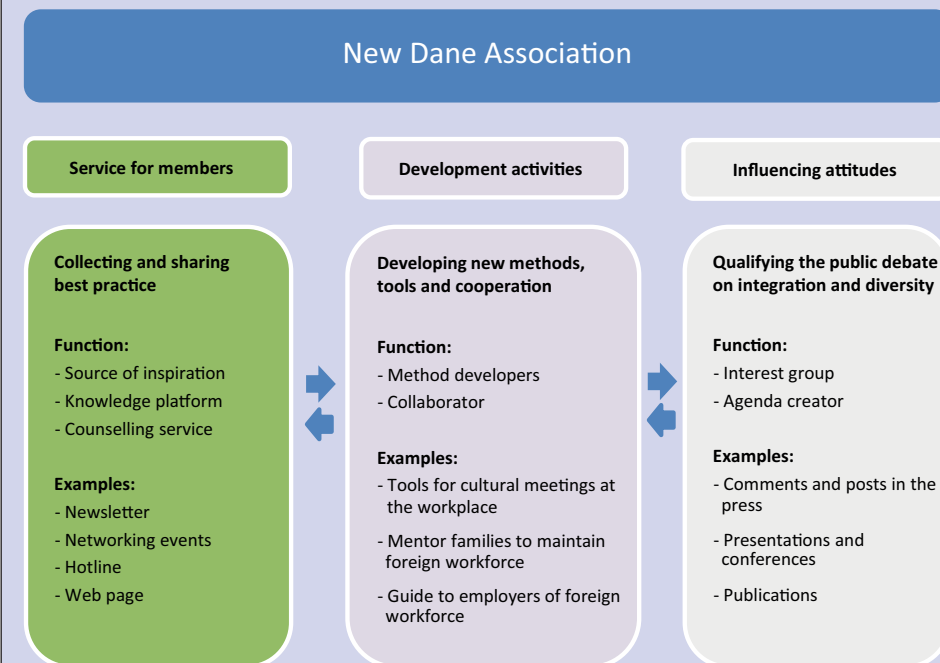 New Dane Association
Service for members
Development activities
Influencing attitudes
Collecting and sharing
best practice
Function:
- Source of inspiration
- Knowledge platform
- Counselling service
Examples:
- Newsletter
- Networking events
- Hotline
- Web page
Developing new methods,
tools and cooperation
Function:
- Method developers
- Collaborator
Examples:
- Tools for cultural meetings at
the workplace
- Mentor families to maintain
foreign workforce
- Guide to employers of foreign
workforce
Qualifying the public debate
on integration and diversity
Function:
- Interest group
- Agenda creator
Examples:
- Comments and posts in the
press
- Presentations and
conferences
- Publications